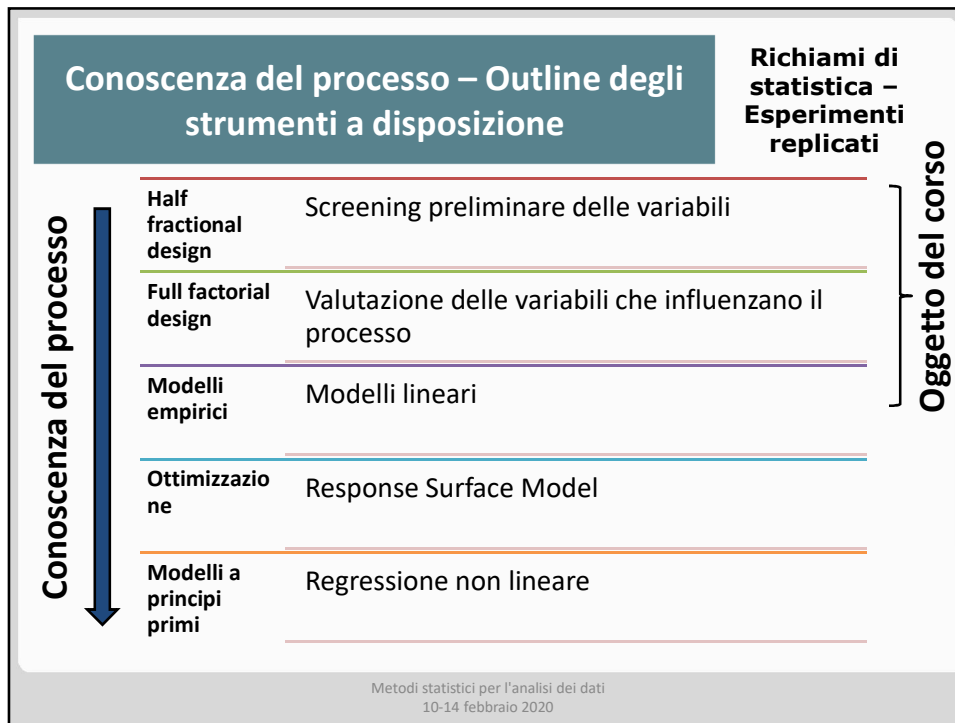 Conoscenza del processo – Outline degli
strumenti a disposizione
Richiami di
statistica –
Esperimenti
replicati
Conoscenza del processo
Half
fractional
design
Screening preliminare delle variabili
Full factorial
design
Valutazione delle variabili che influenzano il
processo
Modelli
empirici
Modelli lineari
Ottimizzazio
ne
Response Surface Model
Modelli a
principi
primi
Regressione non lineare
Oggetto del corso
Metodi statistici per l'analisi dei dati
10-14 febbraio 2020